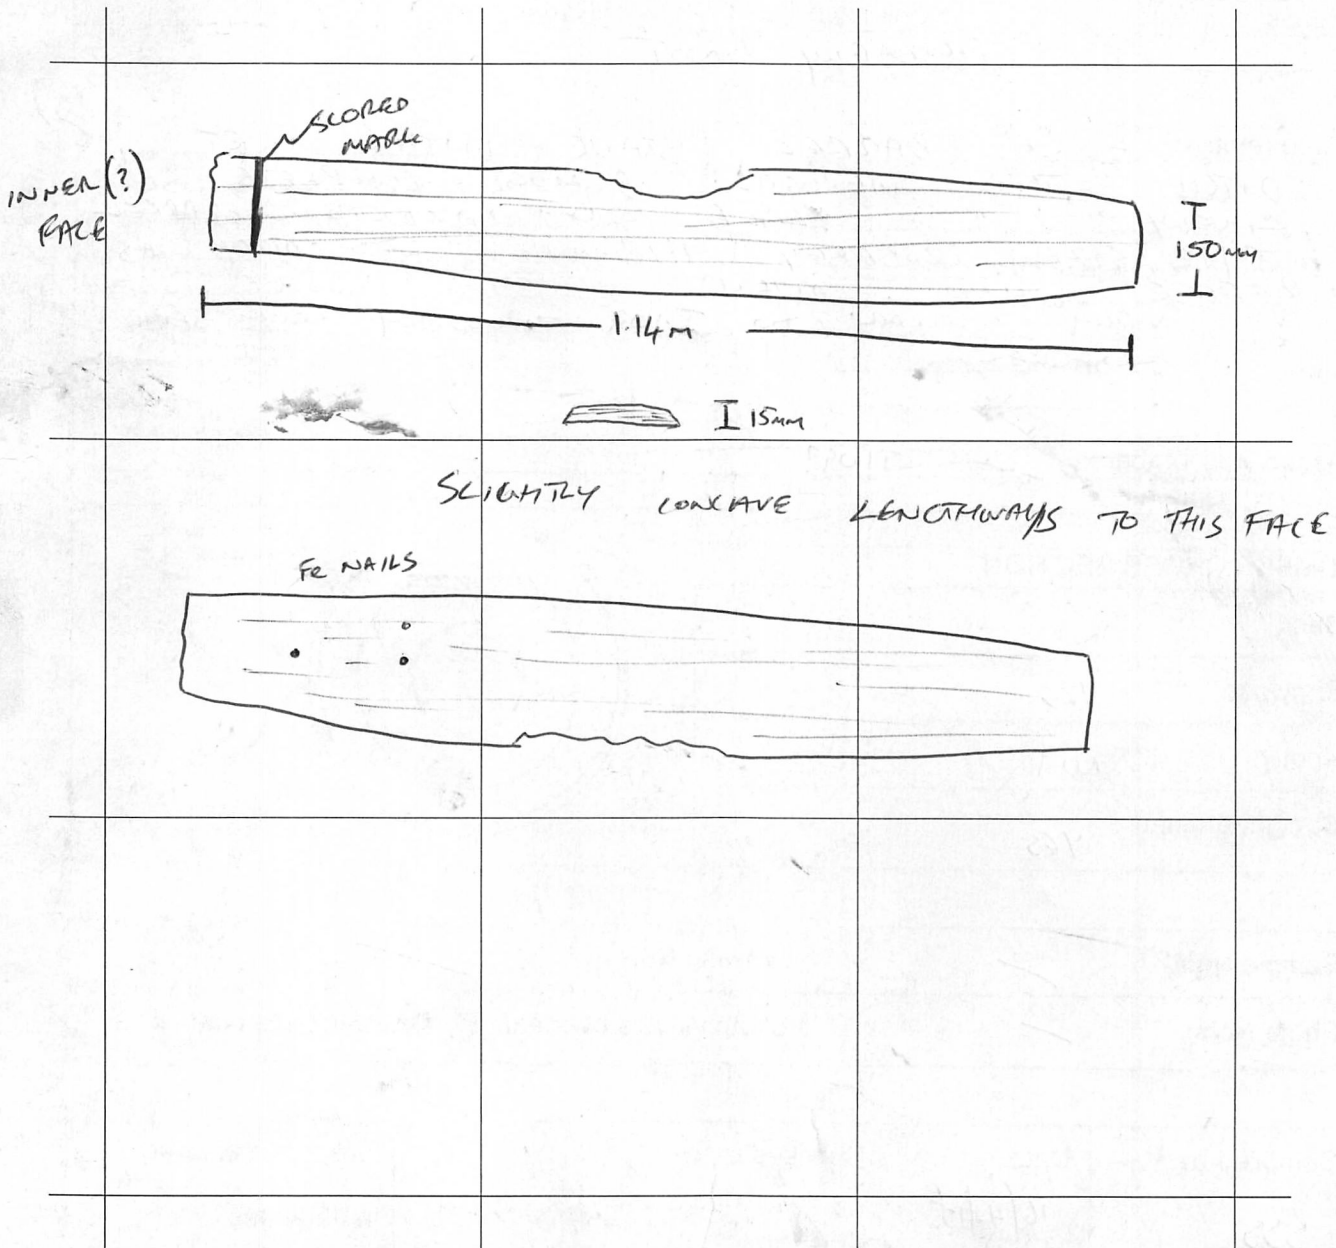 SCORED
MARK
INNER(?)
FACE
150mm
1.14m
15mm
SLIGHTLY CONCAVE LENGTHWAYS TO THIS FACE
Fe NAILS